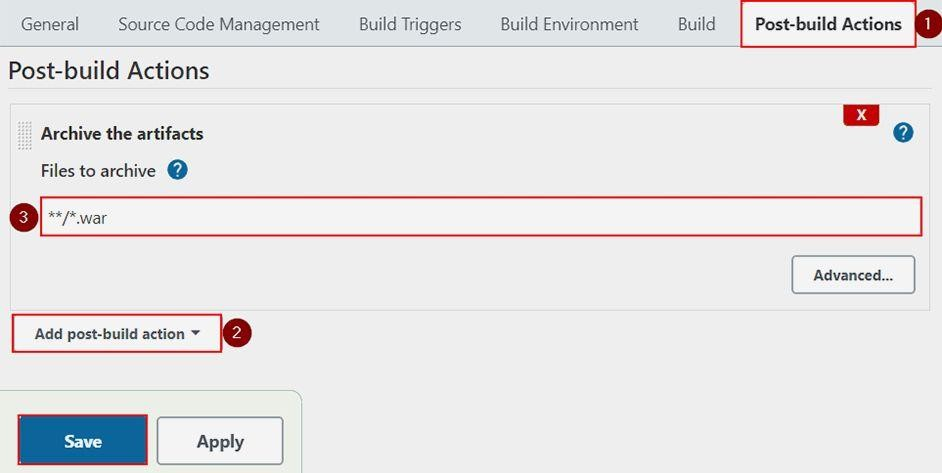 General Source Code Management Build Triggers Build Environment Build Post-build Actions 1
Post-build Actions
X
Archive the artifacts ?
Files to archive ?
3 **/*.war
Advanced...
Add post-build action 2
Save Apply